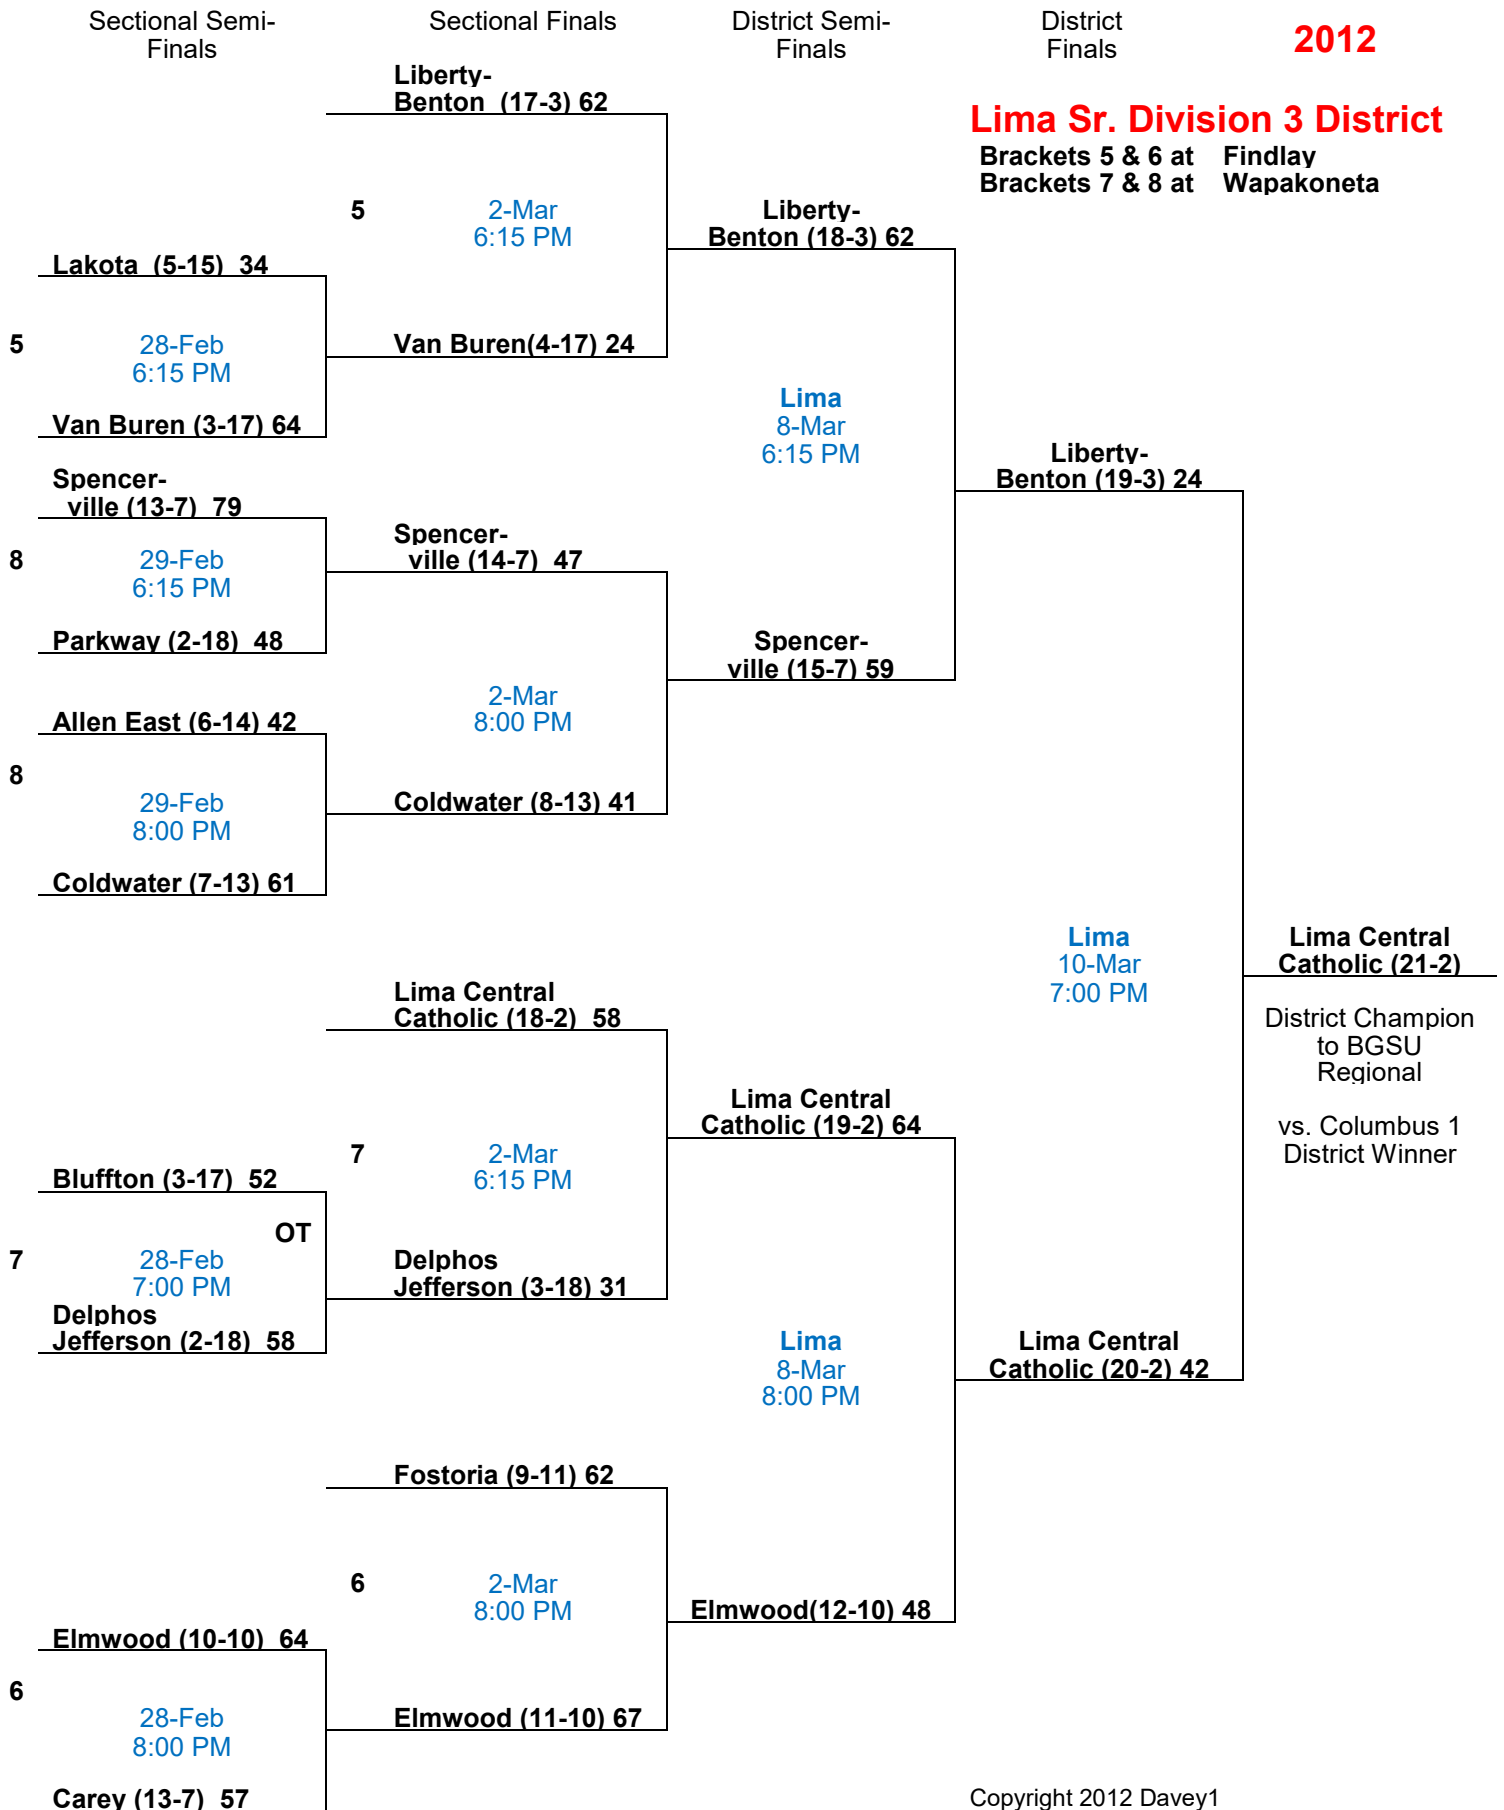 Sectional Semi-
Finals
Sectional Finals
District Semi-
Finals
District
Finals
2012
Lima Sr. Division 3 District
Brackets 5 & 6 at Findlay
Brackets 7 & 8 at Wapakoneta
Liberty-
Benton (17-3) 62
5
2-Mar
6:15 PM
Liberty-
Benton (18-3) 62
Lakota (5-15) 34
5
28-Feb
6:15 PM
Van Buren(4-17) 24
Van Buren (3-17) 64
Lima
8-Mar
6:15 PM
Liberty-
Benton (19-3) 24
Spencer-
ville (13-7) 79
8
29-Feb
6:15 PM
Spencer-
ville (14-7) 47
Parkway (2-18) 48
Spencer-
ville (15-7) 59
2-Mar
8:00 PM
Allen East (6-14) 42
8
29-Feb
8:00 PM
Coldwater (8-13) 41
Coldwater (7-13) 61
Lima
10-Mar
7:00 PM
Lima Central
Catholic (21-2)
District Champion
to BGSU
Regional
vs. Columbus 1
District Winner
Lima Central
Catholic (18-2) 58
Lima Central
Catholic (19-2) 64
7
2-Mar
6:15 PM
Bluffton (3-17) 52
OT
7
28-Feb
7:00 PM
Delphos
Jefferson (3-18) 31
Delphos
Jefferson (2-18) 58
Lima
8-Mar
8:00 PM
Lima Central
Catholic (20-2) 42
Fostoria (9-11) 62
6
2-Mar
8:00 PM
Elmwood(12-10) 48
Elmwood (10-10) 64
6
28-Feb
8:00 PM
Elmwood (11-10) 67
Carey (13-7) 57
Copyright 2012 Davey1